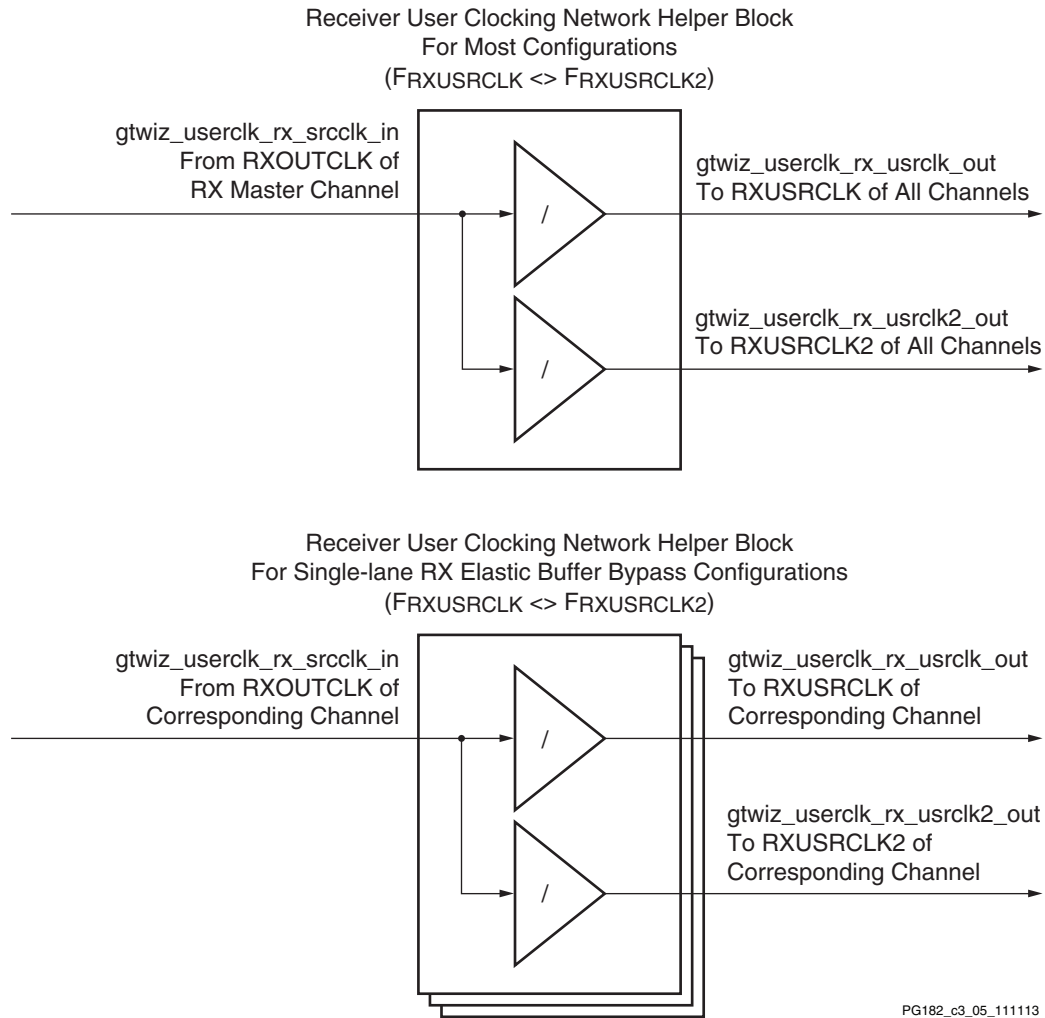 Receiver User Clocking Network Helper Block
For Most Configurations
(FRXUSRCLK <> FRXUSRCLK2)
gtwiz_userclk_rx_srcclk_in
From RXOUTCLK of
RX Master Channel
gtwiz_userclk_rx_usrclk_out
To RXUSRCLK of All Channels
/
gtwiz_userclk_rx_usrclk2_out
To RXUSRCLK2 of All Channels
/
Receiver User Clocking Network Helper Block
For Single-lane RX Elastic Buffer Bypass Configurations
(FRXUSRCLK <> FRXUSRCLK2)
gtwiz_userclk_rx_srcclk_in
From RXOUTCLK of
Corresponding Channel
gtwiz_userclk_rx_usrclk_out
To RXUSRCLK of
Corresponding Channel
/
gtwiz_userclk_rx_usrclk2_out
To RXUSRCLK2 of
Corresponding Channel
/
PG182_c3_05_111113